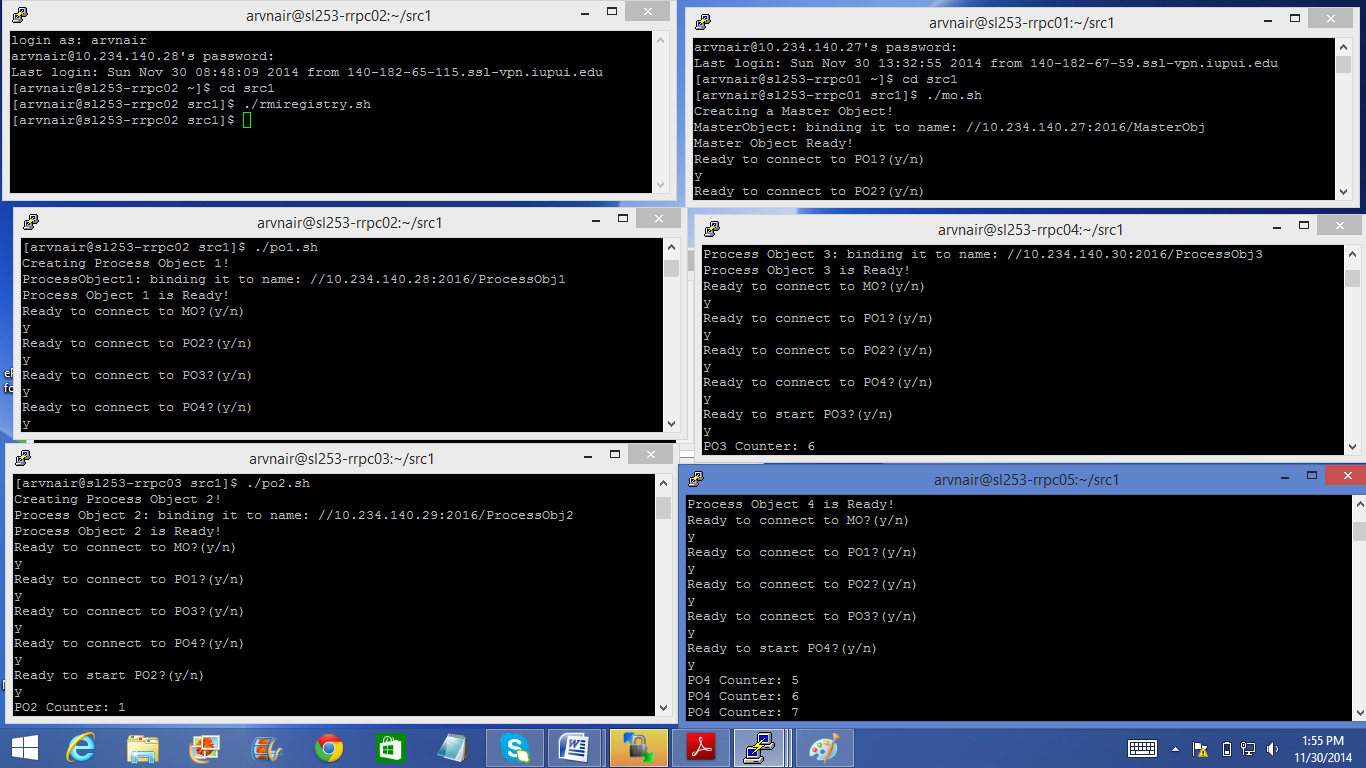 arvnair@sl253-rrpc02:~/src1
login as: arvnair
arvnair@10.234.140.28's password:
Last login: Sun Nov 30 08:48:09 2014 from 140-182-65-115.ssl-vpn.iupui.edu
[arvnair@sl253-rrpc02 ~]$ cd src1
[arvnair@sl253-rrpc02 src1]$ ./rmiregistry.sh
[arvnair@sl253-rrpc02 src1]$
arvnair@sl253-rrpc01:~/src1
arvnair@10.234.140.27's password:
Last login: Sun Nov 30 13:32:55 2014 from 140-182-67-59.ssl-vpn.iupui.edu
[arvnair@sl253-rrpc01 ~]$ cd src1
[arvnair@sl253-rrpc01 src1]$ ./mo.sh
Creating a Master Object!
MasterObject: binding it to name: //10.234.140.27:2016/MasterObj
Master Object Ready!
Ready to connect to PO1?(y/n)
y
Ready to connect to PO2?(y/n)
arvnair@sl253-rrpc02:~/src1
[arvnair@sl253-rrpc02 src1]$ ./po1.sh
Creating Process Object 1!
ProcessObject1: binding it to name: //10.234.140.28:2016/ProcessObj1
Process Object 1 is Ready!
Ready to connect to MO?(y/n)
y
Ready to connect to PO2?(y/n)
y
Ready to connect to PO3?(y/n)
y
Ready to connect to PO4?(y/n)
y
arvnair@sl253-rrpc04:~/src1
Process Object 3: binding it to name: //10.234.140.30:2016/ProcessObj3
Process Object 3 is Ready!
Ready to connect to MO?(y/n)
y
Ready to connect to PO1?(y/n)
y
Ready to connect to PO2?(y/n)
y
Ready to connect to PO4?(y/n)
y
Ready to start PO3?(y/n)
y
PO3 Counter: 6
arvnair@sl253-rrpc03:~/src1
[arvnair@sl253-rrpc03 src1]$ ./po2.sh
Creating Process Object 2!
Process Object 2: binding it to name: //10.234.140.29:2016/ProcessObj2
Process Object 2 is Ready!
Ready to connect to MO?(y/n)
y
Ready to connect to PO1?(y/n)
y
Ready to connect to PO3?(y/n)
y
Ready to connect to PO4?(y/n)
y
Ready to start PO2?(y/n)
y
PO2 Counter: 1
arvnair@sl253-rrpc05:~/src1
Process Object 4 is Ready!
Ready to connect to MO?(y/n)
y
Ready to connect to PO1?(y/n)
y
Ready to connect to PO2?(y/n)
y
Ready to connect to PO3?(y/n)
y
Ready to start PO4?(y/n)
y
PO4 Counter: 5
PO4 Counter: 6
PO4 Counter: 7
1:55 PM
11/30/2014